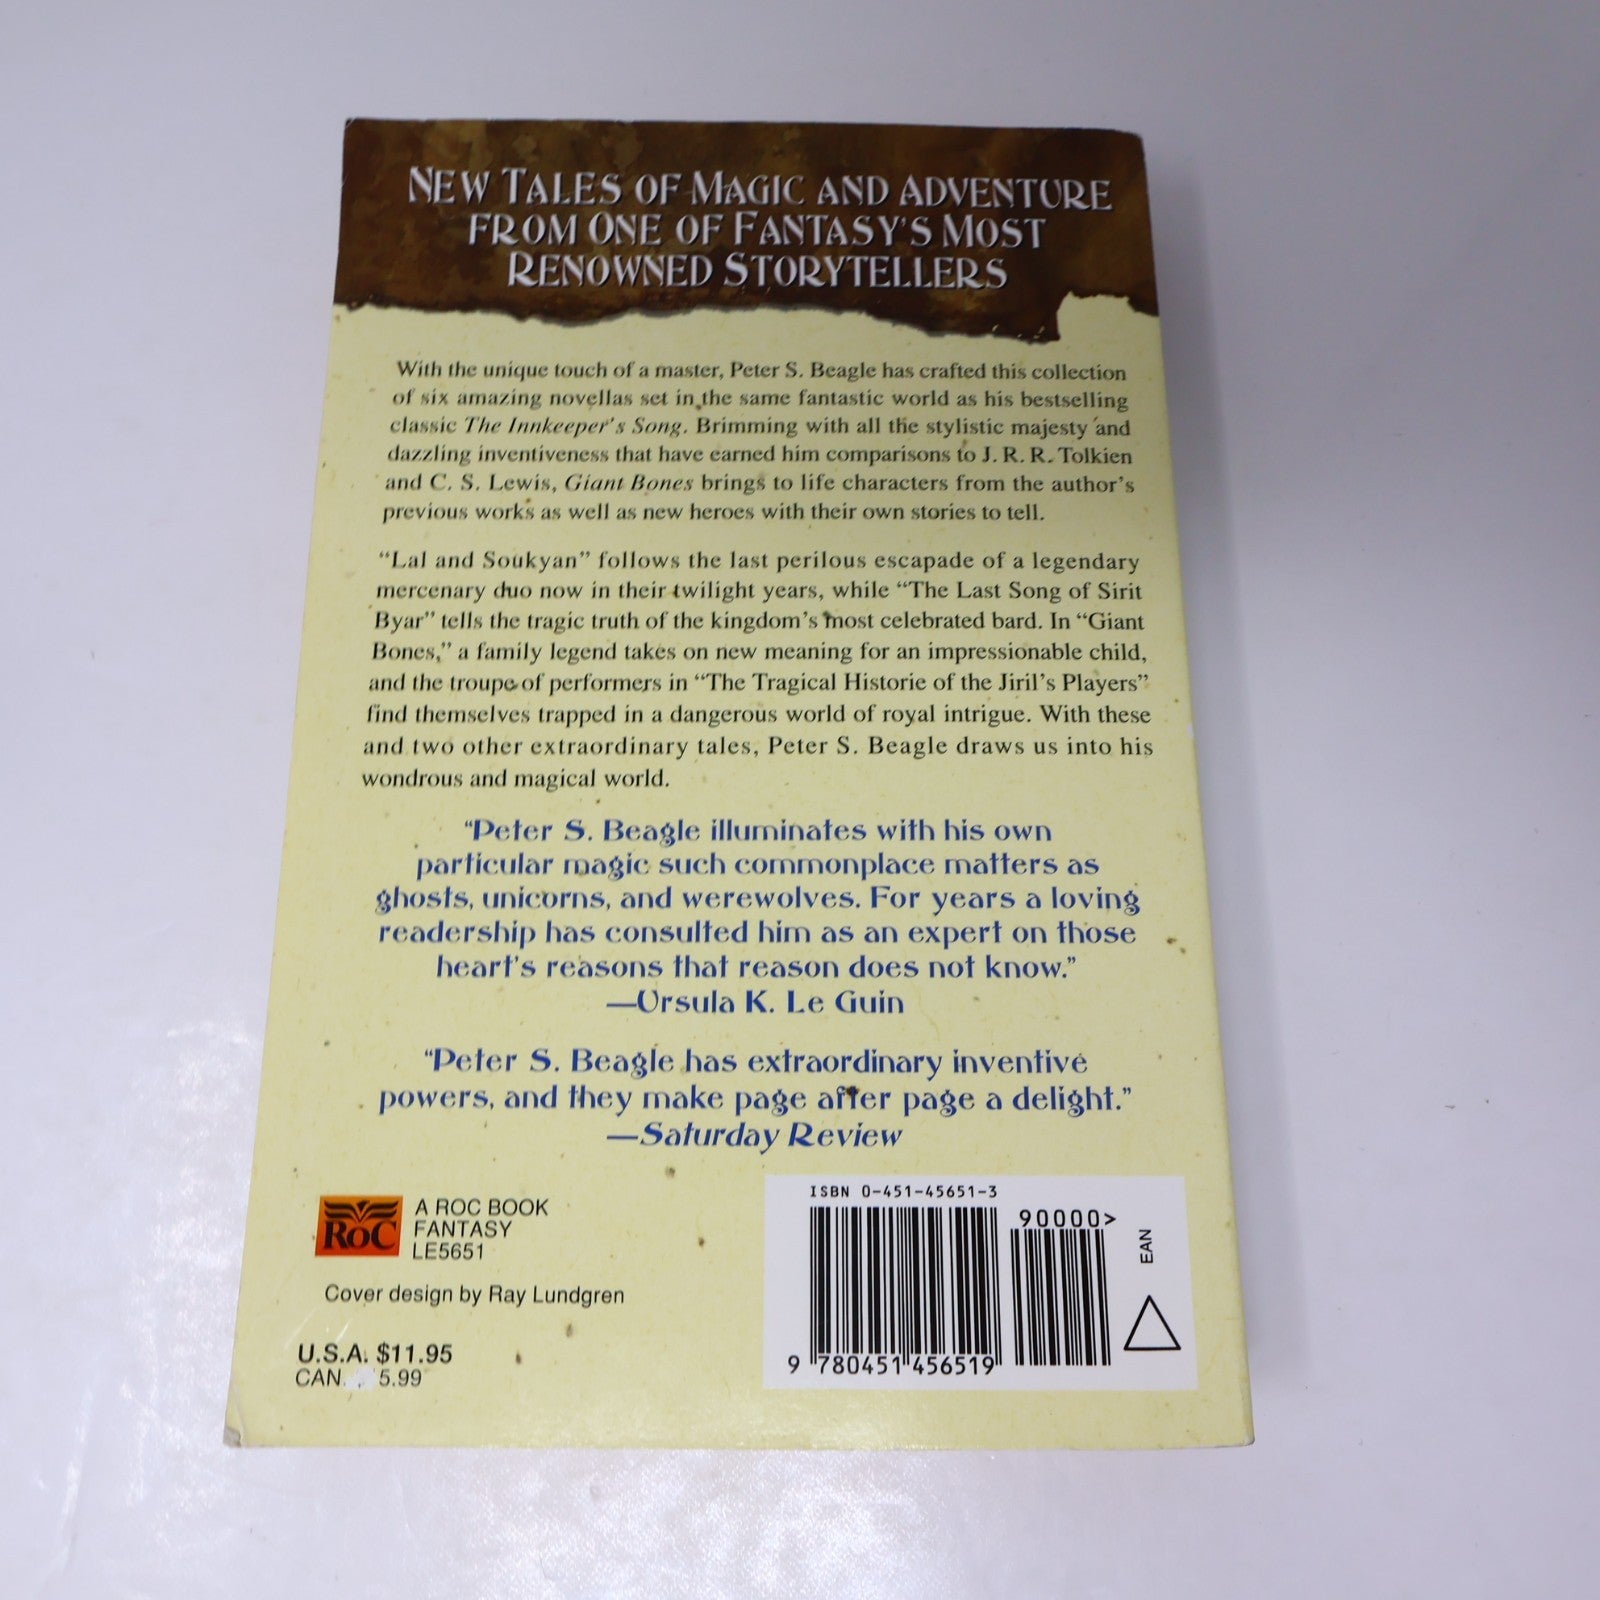 NEW TALES OF MAGIC AND ADVENTURE
FROM ONE OF FANTASY'S MOST
RENOWNED STORYTELLERS
With the unique touch of a master, Peter S. Beagle has crafted this collection
of six amazing novellas set in the same fantastic world as his bestselling
classic The Innkeeper's Song. Brimming with all the stylistic majesty and
dazzling inventiveness that have earned him comparisons to J. R. R. Tolkien
and C. S. Lewis, Giant Bones brings to life characters from the author's
previous works as well as new heroes with their own stories to tell.
“Lal and Soukyan” follows the last perilous escapade of a legendary
mercenary duo now in their twilight years, while “The Last Song of Sirit
Byar” tells the tragic truth of the kingdom's most celebrated bard. In “Giant
Bones,” a family legend takes on new meaning for an impressionable child,
and the troupe of performers in “The Tragical Historie of the Jiril's Players”
find themselves trapped in a dangerous world of royal intrigue. With these
and two other extraordinary tales, Peter S. Beagle draws us into his
wondrous and magical world.
“Peter S. Beagle illuminates with his own
particular magic such commonplace matters as
ghosts, unicorns, and werewolves. For years a loving
readership has consulted him as an expert on those
heart's reasons that reason does not know.”
—Ursula K. Le Guin
“Peter S. Beagle has extraordinary inventive
powers, and they make page after page a delight.”
—Saturday Review
ROC
A ROC BOOK
FANTASY
LE5651
Cover design by Ray Lundgren
U.S.A. $11.95
CAN. 5.99
ISBN 0-451-45651-3
90000>
EAN
9 780451 456519